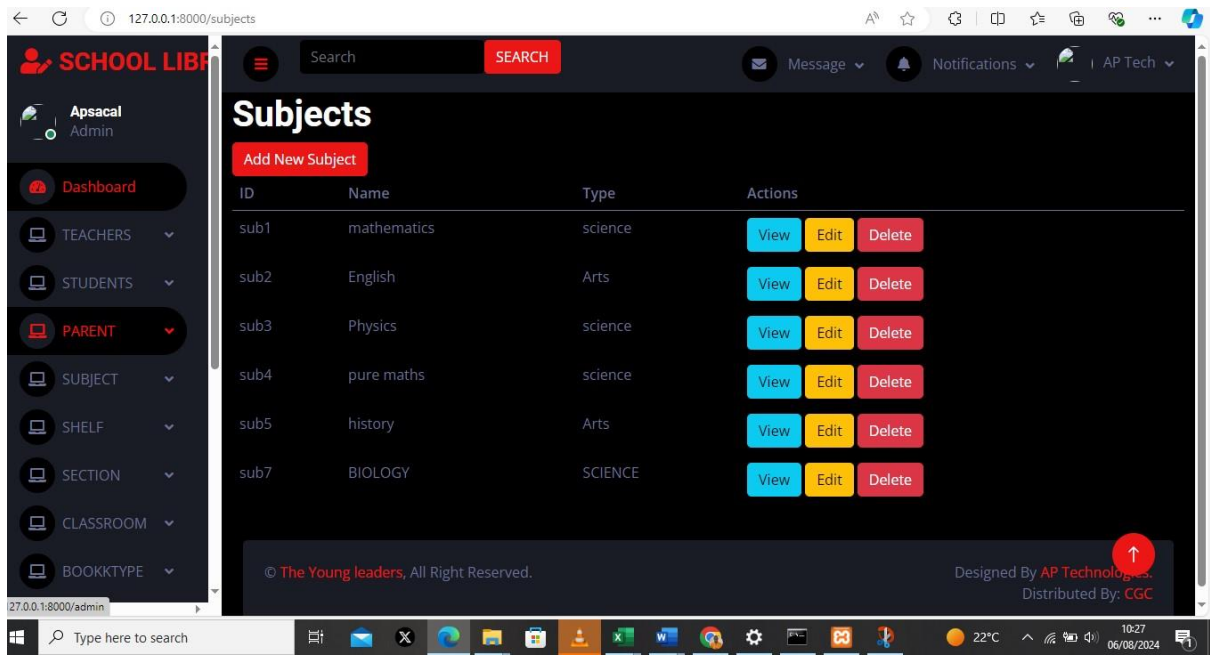 127.0.0.1:8000/subjects
SCHOOL LIBR
Search
SEARCH
Message
Notifications
AP Tech
Apsacal
Admin
Dashboard
TEACHERS
STUDENTS
PARENT
SUBJECT
SHELF
SECTION
CLASSROOM
BOOKKTYPE
27.0.0.1:8000/admin
Subjects
Add New Subject
ID Name Type Actions
sub1 mathematics science View Edit Delete
sub2 English Arts View Edit Delete
sub3 Physics science View Edit Delete
sub4 pure maths science View Edit Delete
sub5 history Arts View Edit Delete
sub7 BIOLOGY SCIENCE View Edit Delete
© The Young leaders, All Right Reserved.
Designed By AP Technologies.
Distributed By: CGC
Type here to search
22°C
10:27
06/08/2024